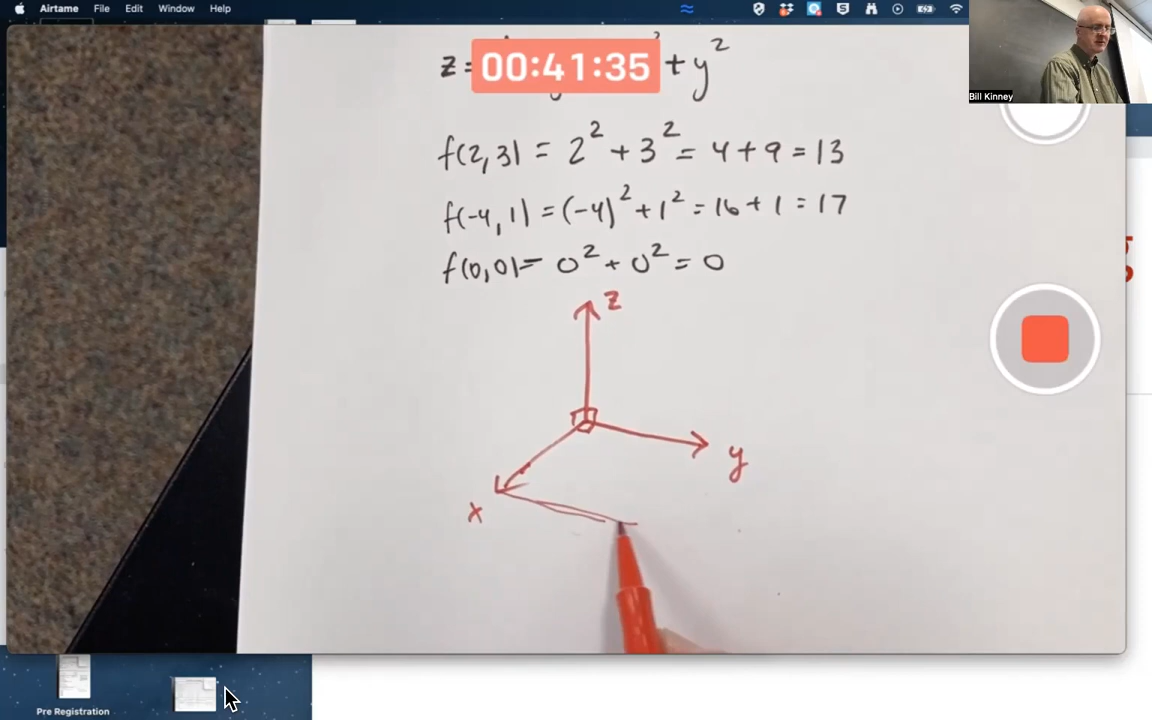 Airtame File Edit Window Help
Bill Kinney
00:41:35
z = + y²
f(2,3) = 2² + 3² = 4 + 9 = 13
f(-4,1) = (-4)² + 1² = 16 + 1 = 17
f(0,0) = 0² + 0² = 0
z
y
x
Pre Registration